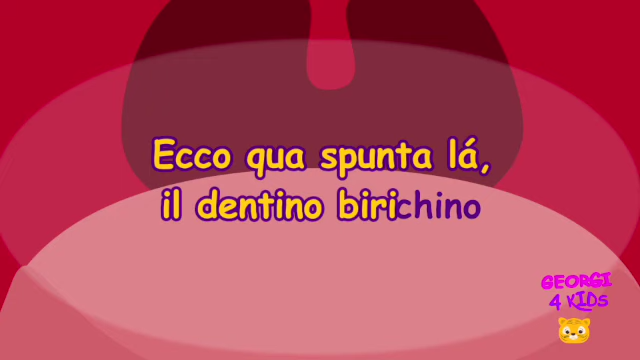 Ecco qua spunta lá,
il dentino birichino
GEORGI
4 KIDS